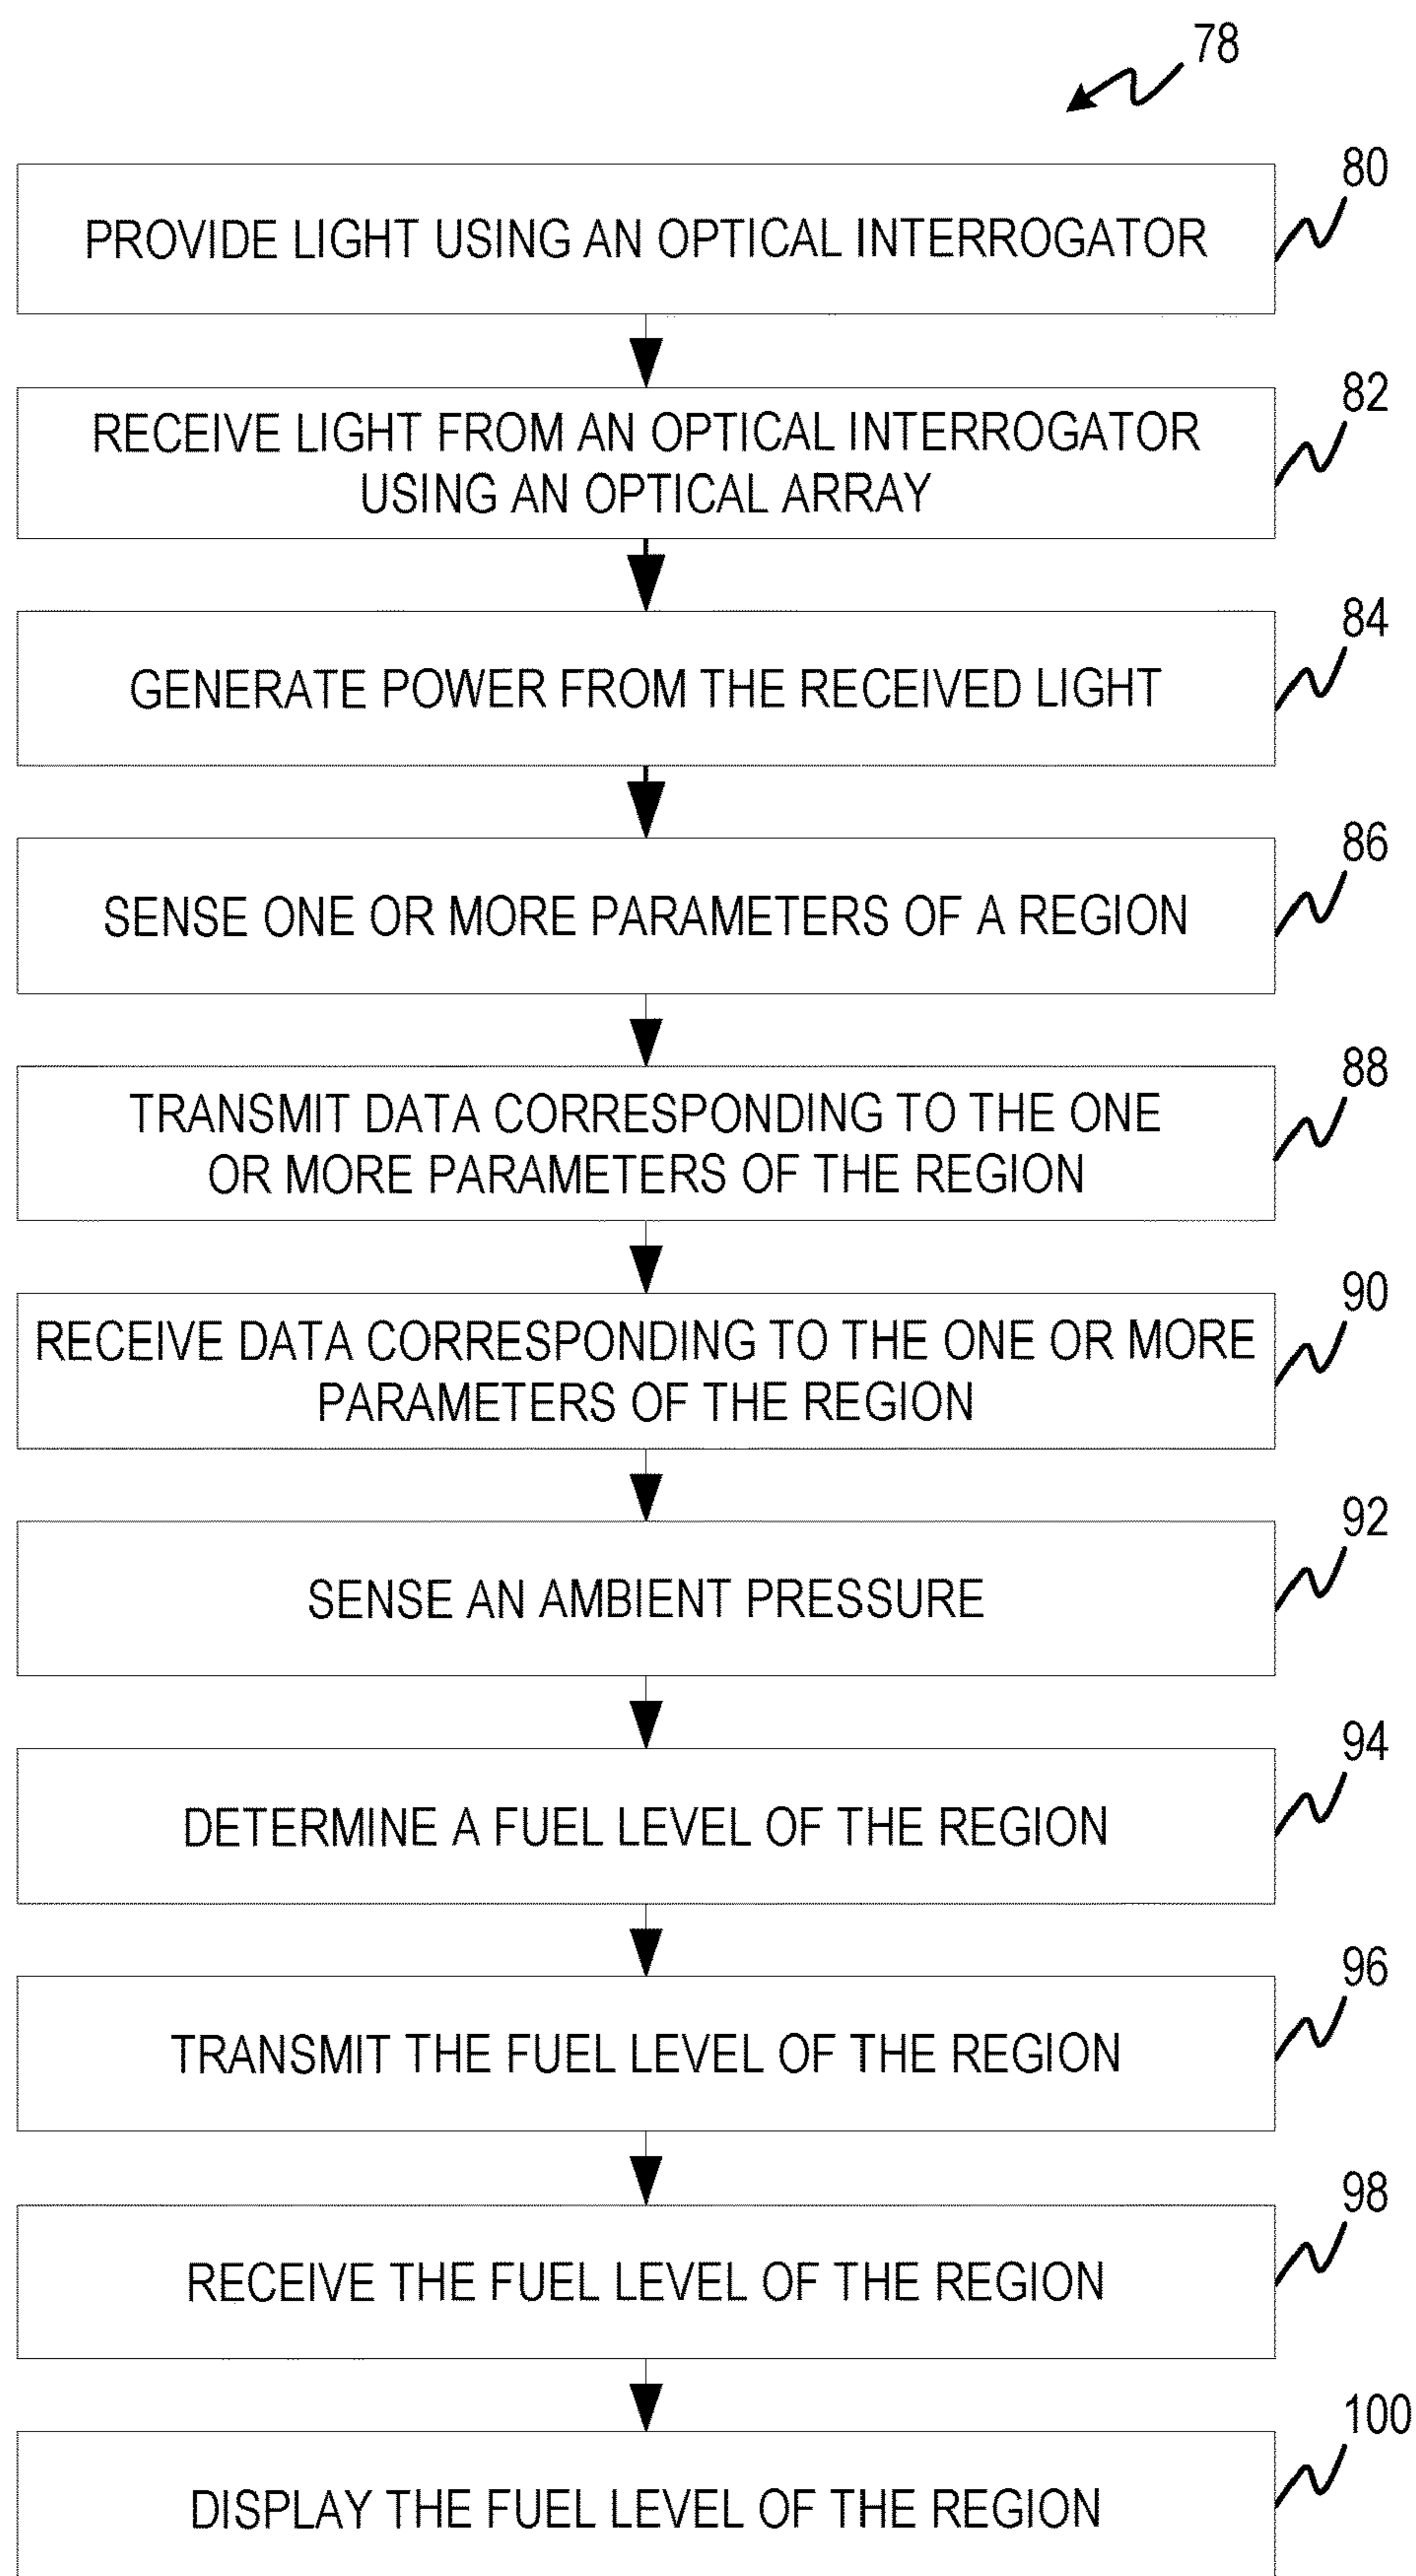 78
80
PROVIDE LIGHT USING AN OPTICAL INTERROGATOR
82
RECEIVE LIGHT FROM AN OPTICAL INTERROGATOR
USING AN OPTICAL ARRAY
84
GENERATE POWER FROM THE RECEIVED LIGHT
86
SENSE ONE OR MORE PARAMETERS OF A REGION
88
TRANSMIT DATA CORRESPONDING TO THE ONE
OR MORE PARAMETERS OF THE REGION
90
RECEIVE DATA CORRESPONDING TO THE ONE OR MORE
PARAMETERS OF THE REGION
92
SENSE AN AMBIENT PRESSURE
94
DETERMINE A FUEL LEVEL OF THE REGION
96
TRANSMIT THE FUEL LEVEL OF THE REGION
98
RECEIVE THE FUEL LEVEL OF THE REGION
100
DISPLAY THE FUEL LEVEL OF THE REGION